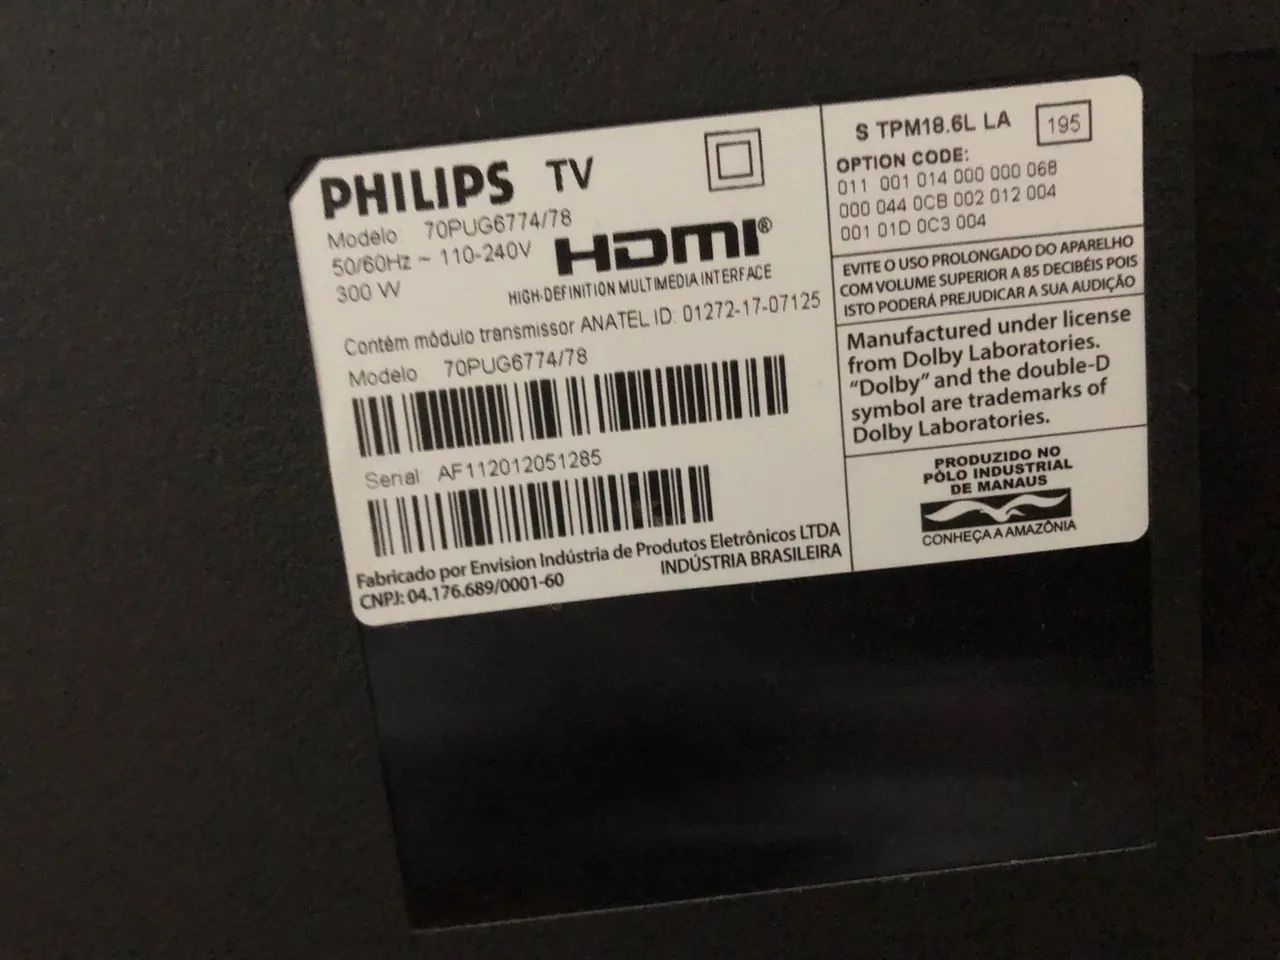 PHILIPS TV
Modelo: 70PUG6774/78
50/60Hz ~ 110-240V
300 W
HDMI®
HIGH-DEFINITION MULTIMEDIA INTERFACE
Contém módulo transmissor ANATEL ID: 01272-17-07125
Modelo 70PUG6774/78
Serial AF112012051285
Fabricado por Envision Indústria de Produtos Eletrônicos LTDA
CNPJ: 04.176.689/0001-60 INDÚSTRIA BRASILEIRA
S TPM18.6L LA 195
OPTION CODE:
011 001 014 000 000 068
000 044 0CB 002 012 004
001 01D 0C3 004
EVITE O USO PROLONGADO DO APARELHO
COM VOLUME SUPERIOR A 85 DECIBÉIS POIS
ISTO PODERÁ PREJUDICAR A SUA AUDIÇÃO
Manufactured under license
from Dolby Laboratories.
“Dolby” and the double-D
symbol are trademarks of
Dolby Laboratories.
PRODUZIDO NO
PÓLO INDUSTRIAL
DE MANAUS
CONHEÇA A AMAZÔNIA